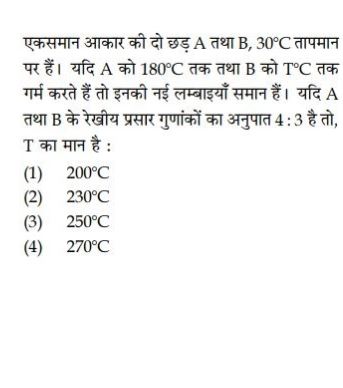 एकसमान आकार की दो छड़ A तथा B, 30°C तापमान
पर हैं। यदि A को 180°C तक तथा B को T°C तक
गर्म करते हैं तो इनकी नई लम्बाइयाँ समान हैं। यदि A
तथा B के रेखीय प्रसार गुणांकों का अनुपात 4 : 3 है तो,
T का मान है :
(1) 200°C
(2) 230°C
(3) 250°C
(4) 270°C